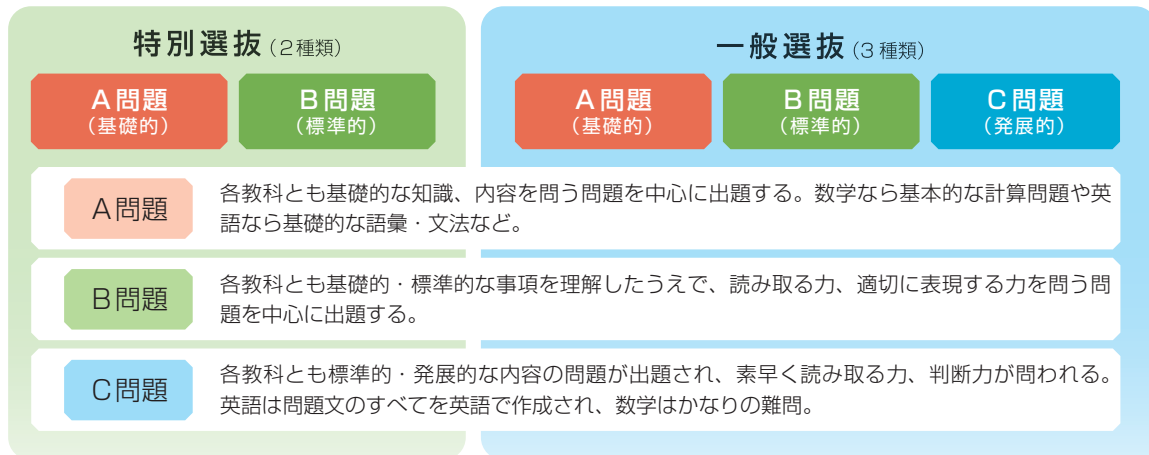 特別選抜(2種類)
A問題
(基礎的)
B問題
(標準的)
一般選抜(3種類)
A問題
(基礎的)
B問題
(標準的)
C問題
(発展的)
A問題
各教科とも基礎的な知識、内容を問う問題を中心に出題する。数学なら基本的な計算問題や英
語なら基礎的な語彙・文法など。
B問題
各教科とも基礎的・標準的な事項を理解したうえで、読み取る力、適切に表現する力を問う問
題を中心に出題する。
C問題
各教科とも標準的・発展的な内容の問題が出題され、素早く読み取る力、判断力が問われる。
英語は問題文のすべてを英語で作成され、数学はかなりの難問。